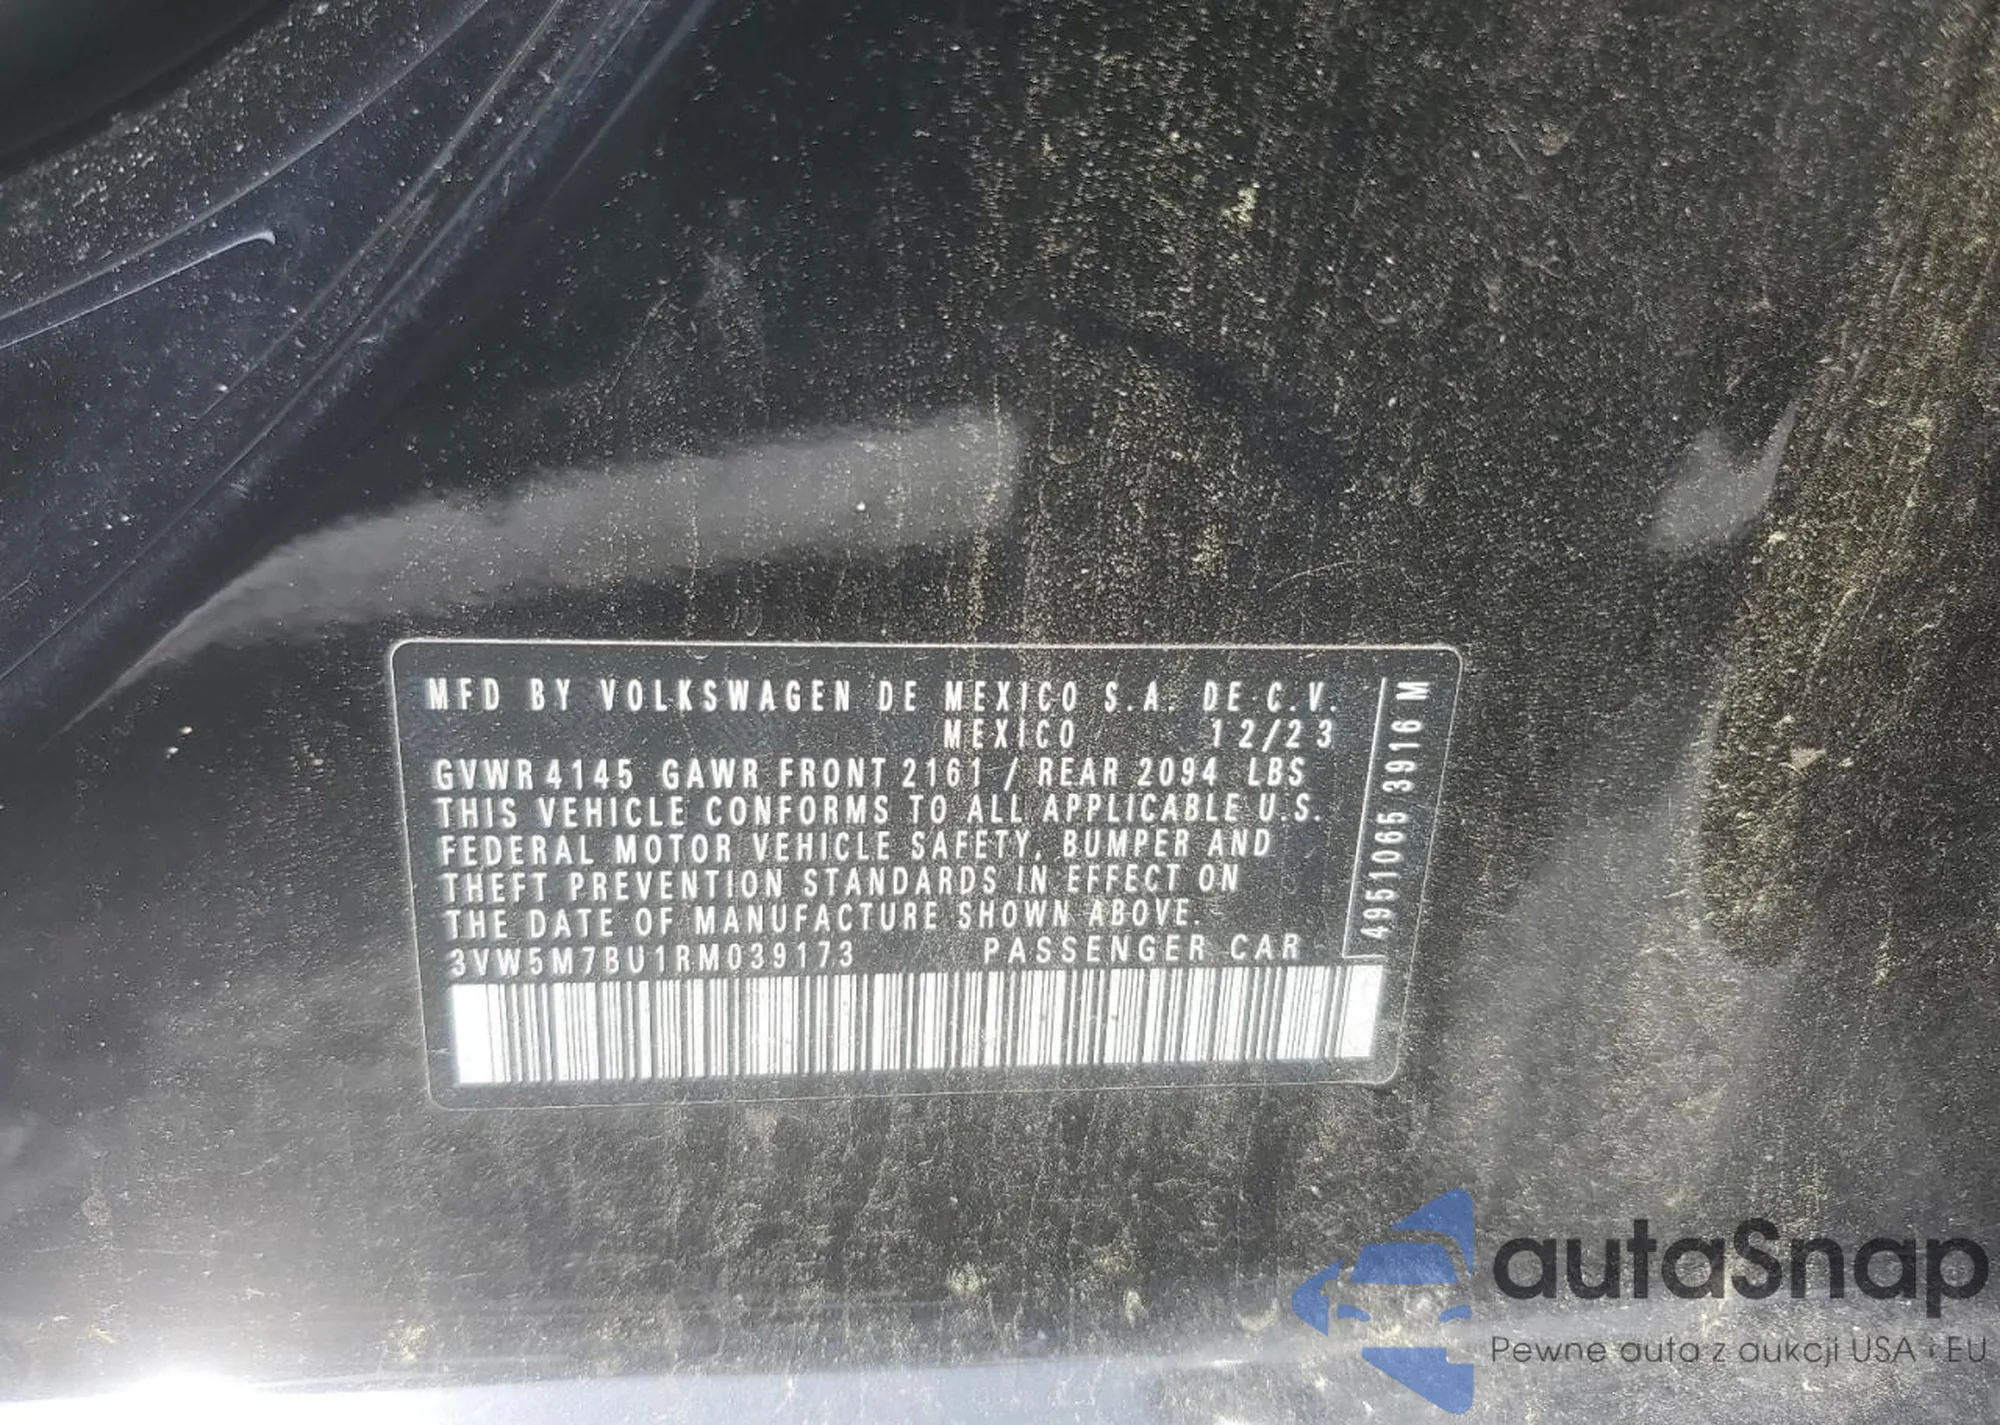 MFD BY VOLKSWAGEN DE MEXICO S.A. DE C.V.
MEXICO 12/23
GVWR 4145 GAWR FRONT 2161 / REAR 2094 LBS
THIS VEHICLE CONFORMS TO ALL APPLICABLE U.S.
FEDERAL MOTOR VEHICLE SAFETY, BUMPER AND
THEFT PREVENTION STANDARDS IN EFFECT ON
THE DATE OF MANUFACTURE SHOWN ABOVE.
3VW5M7BU1RM039173 PASSENGER CAR
4951065 3916 M
autaSnap
Pewne auta z aukcji USA i EU